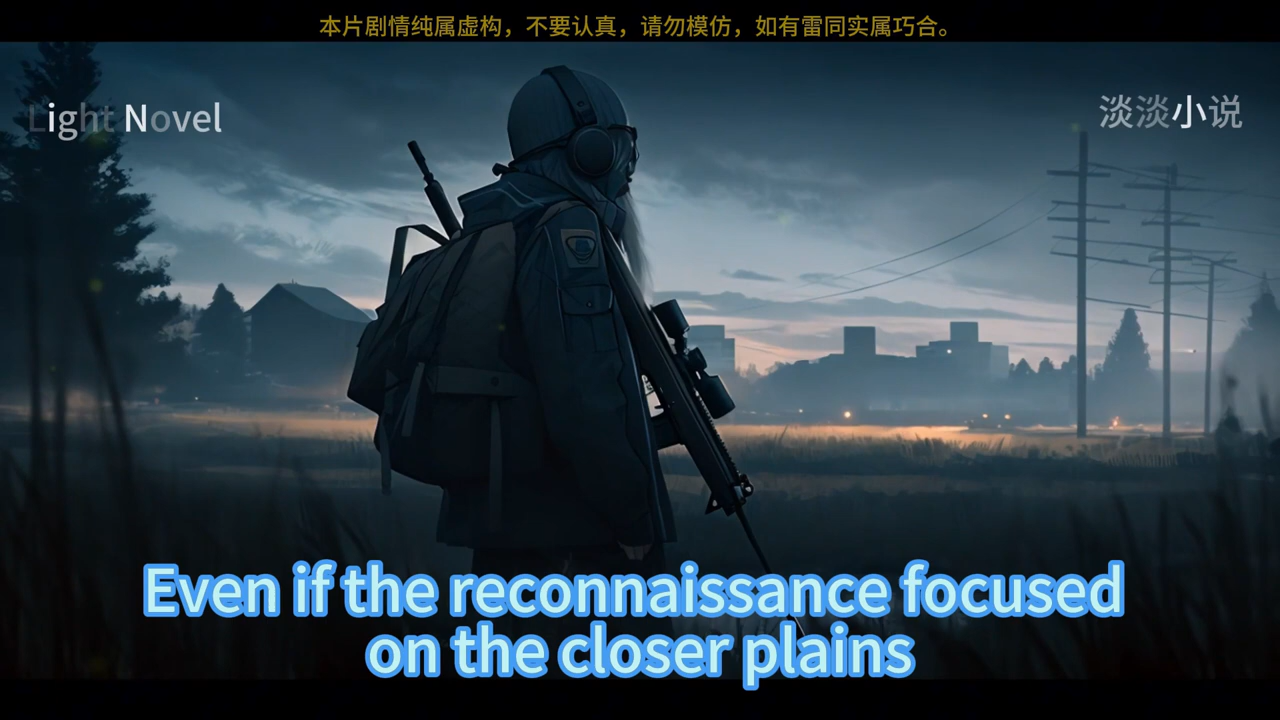 本片剧情纯属虚构，不要认真，请勿模仿，如有雷同实属巧合。
Light Novel
淡淡小说
Even if the reconnaissance focused
on the closer plains